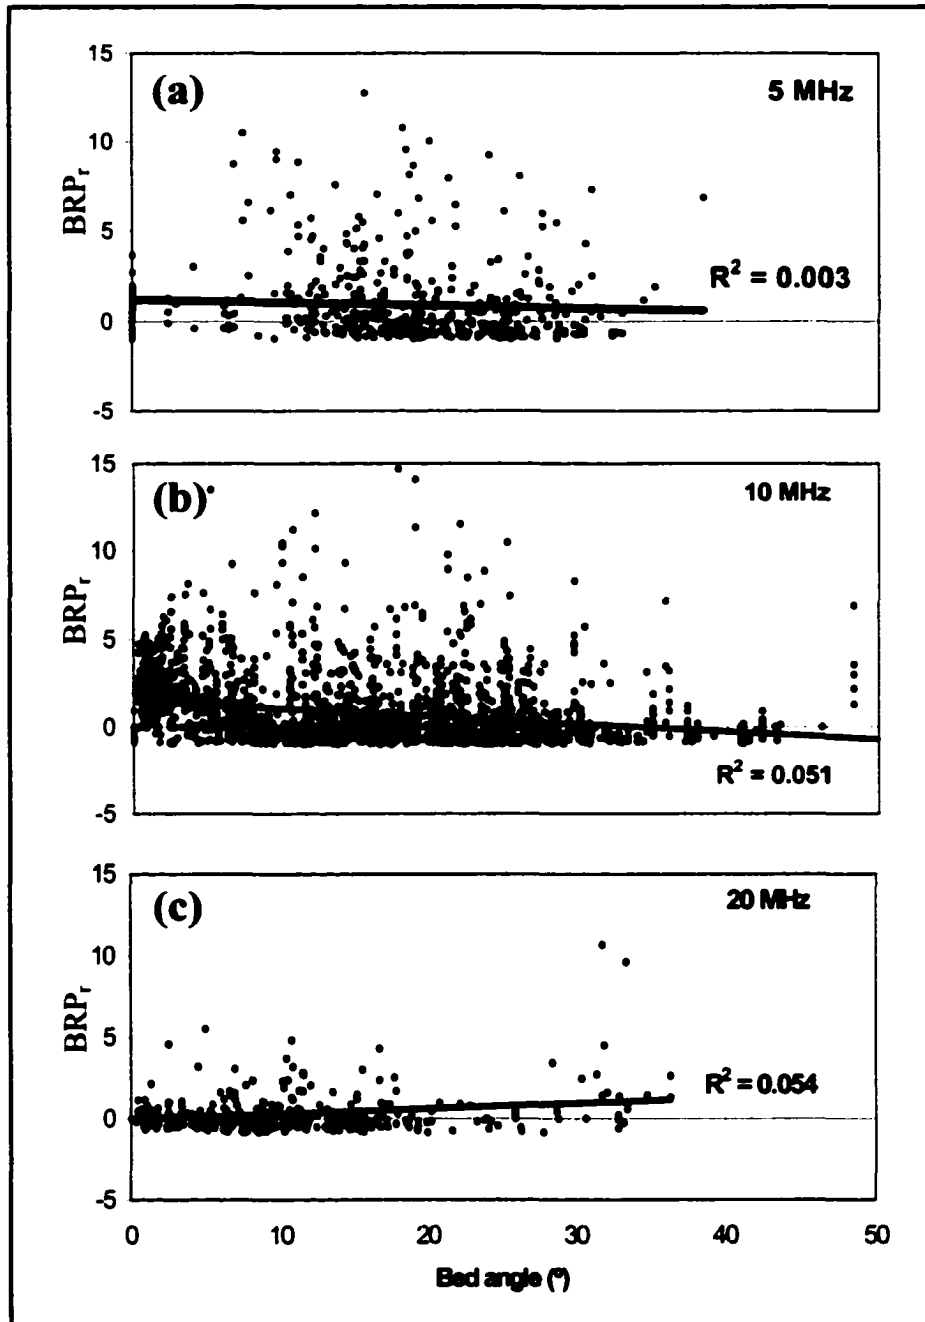 (a)
5 MHz
15
10
5
0
-5
BRPr
R² = 0.003
(b)
10 MHz
15
10
5
0
-5
BRPr
R² = 0.051
(c)
20 MHz
15
10
5
0
-5
BRPr
R² = 0.054
0 10 20 30 40 50
Bed angle (º)